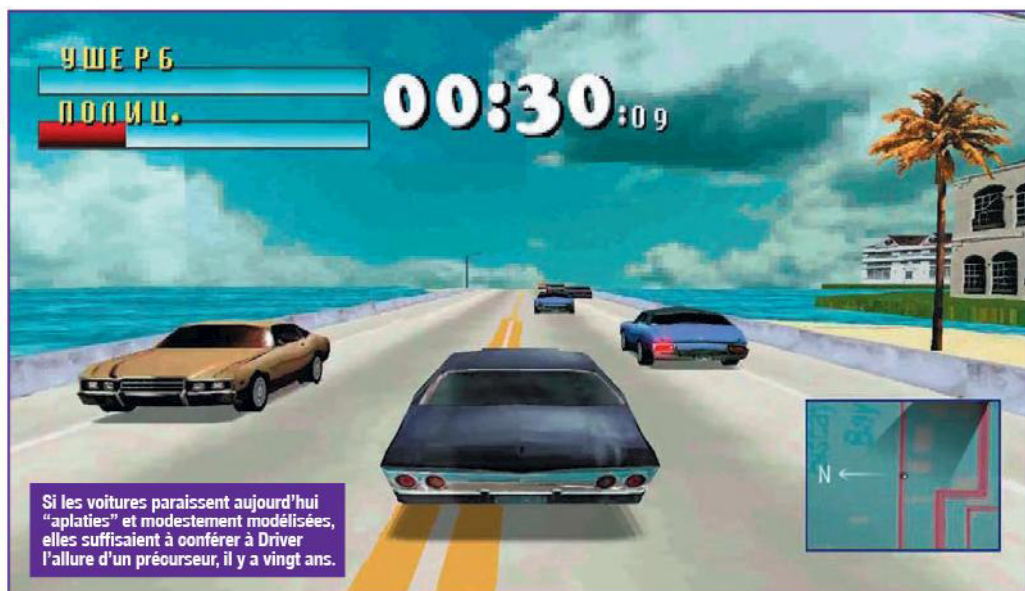 УШЕРБ
ПОЛИЦ.
00:30:09
N
Si les voitures paraissent aujourd'hui
“aplaties” et modestement modélisées,
elles suffisaient à oonférer à Driver
l'allure d'un préourseur, il y a vingt ans.